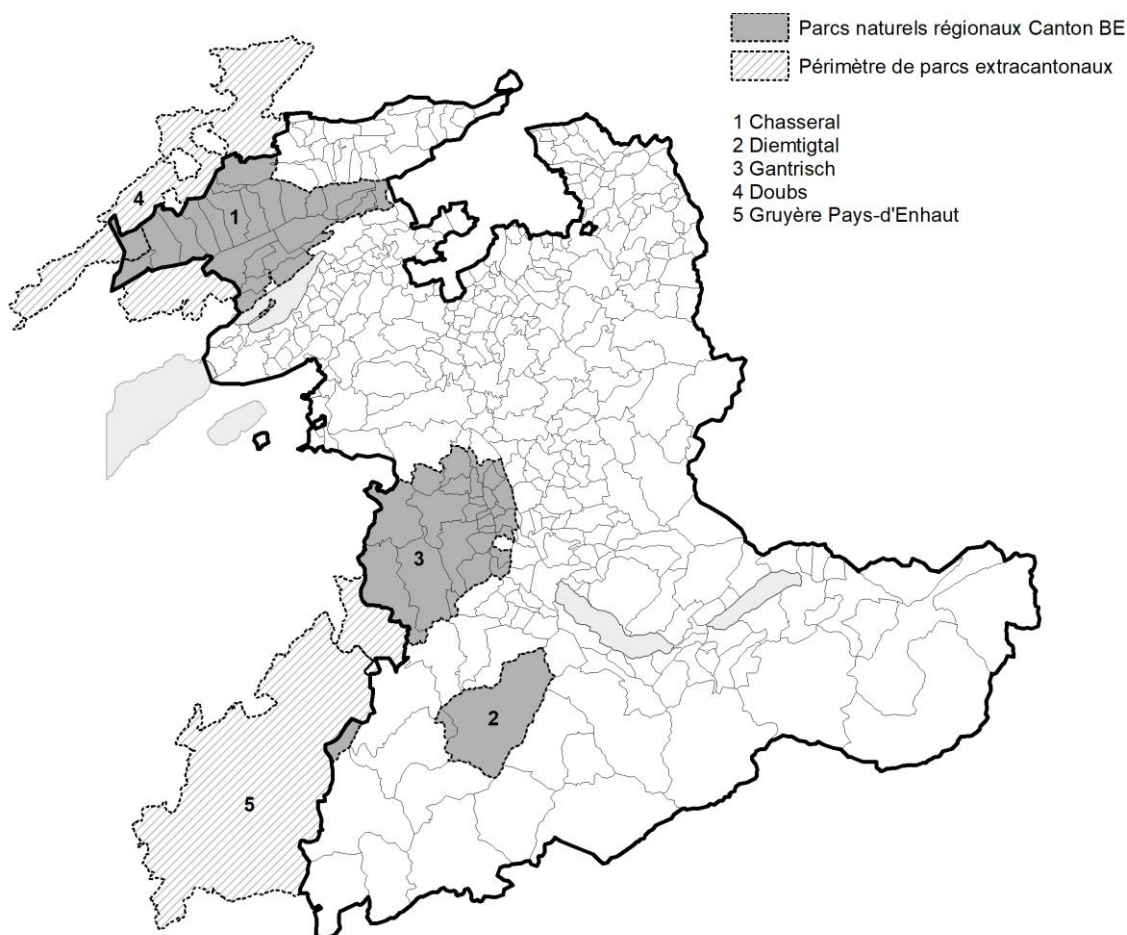 Parcs naturels régionaux Canton BE
Périmètre de parcs extracantonaux
1 Chasseral
2 Diemtigtal
3 Gantrisch
4 Doubs
5 Gruyère Pays-d'Enhaut
4
1
3
2
5